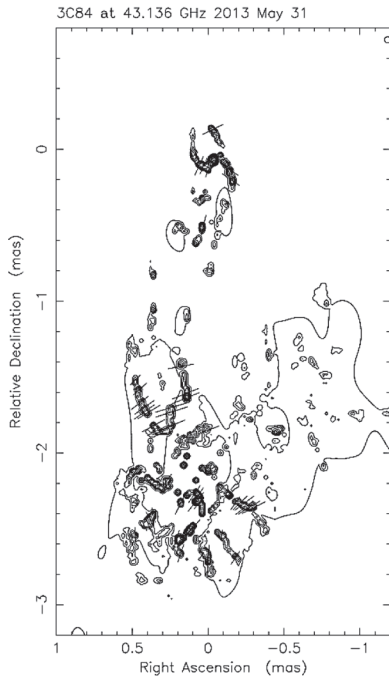 3C84 at 43.136 GHz 2013 May 31
0
−1
−2
−3
Relative Declination (mas)
1 0.5 0 −0.5 −1
Right Ascension (mas)